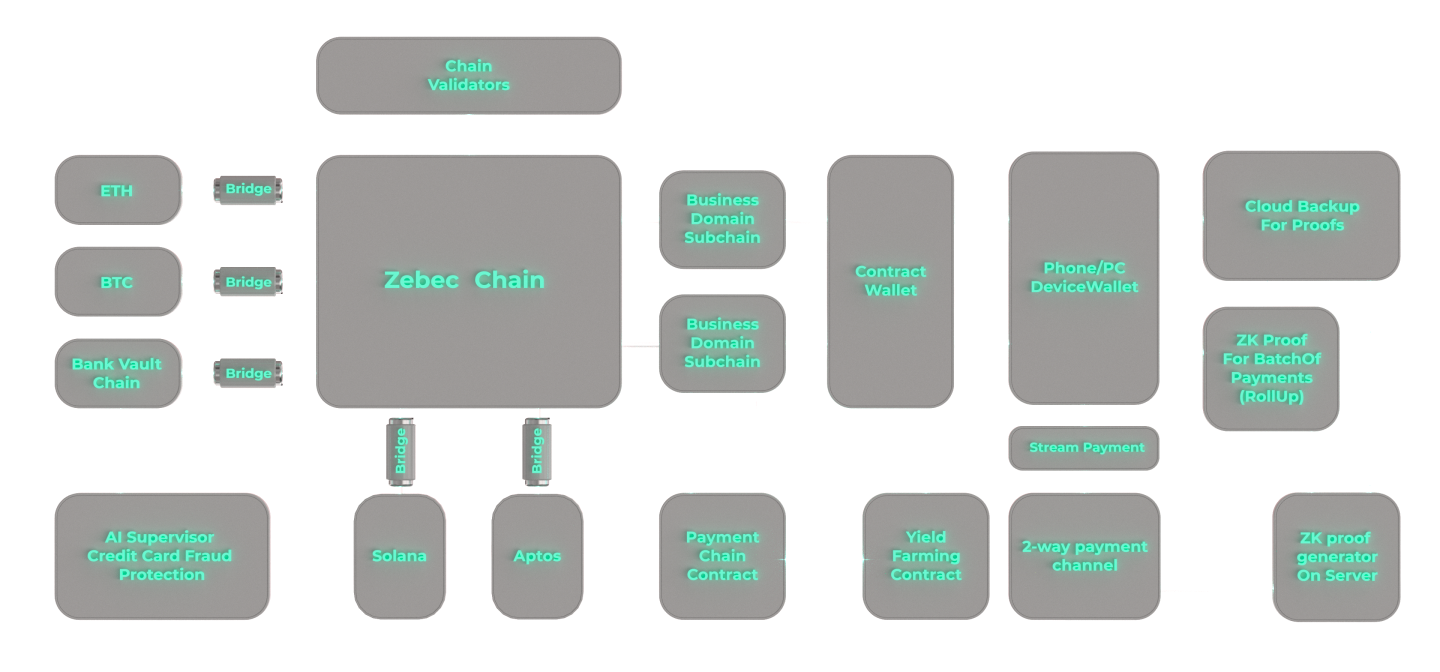 Chain
Validators
ETH
Bridge
BTC
Bridge
Bank Vault
Chain
Bridge
Zebec Chain
Business
Domain
Subchain
Business
Domain
Subchain
Contract
Wallet
Phone/PC
DeviceWallet
Cloud Backup
For Proofs
ZK Proof
For BatchOf
Payments
(RollUp)
Bridge
Bridge
Stream Payment
AI Supervisor
Credit Card Fraud
Protection
Solana
Aptos
Payment
Chain
Contract
Yield
Farming
Contract
2-way payment
channel
ZK proof
generator
On Server